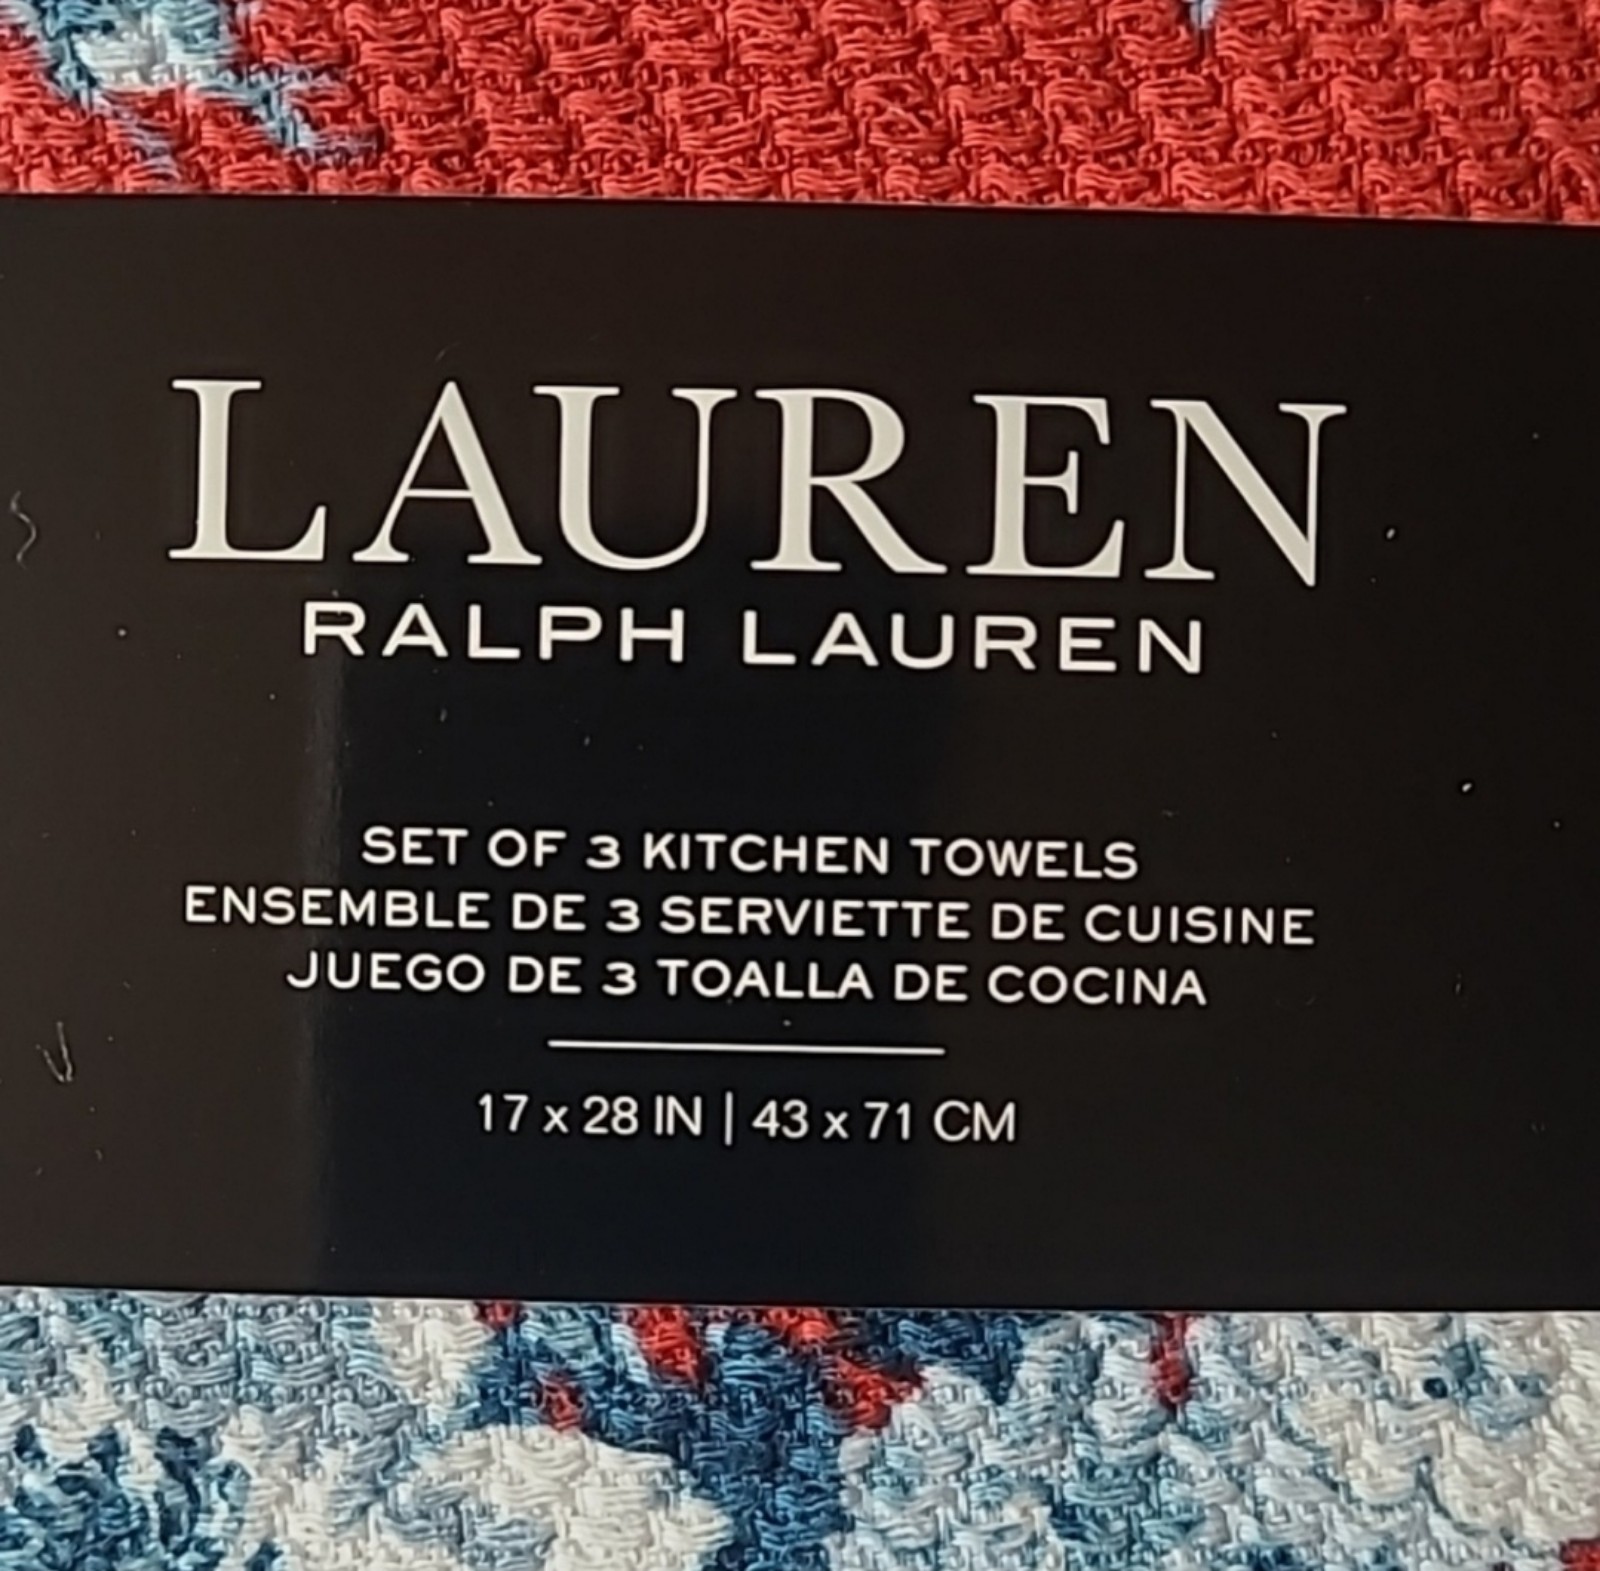 LAUREN
RALPH LAUREN
SET OF 3 KITCHEN TOWELS
ENSEMBLE DE 3 SERVIETTE DE CUISINE
JUEGO DE 3 TOALLA DE COCINA
17 x 28 IN | 43 x 71 CM